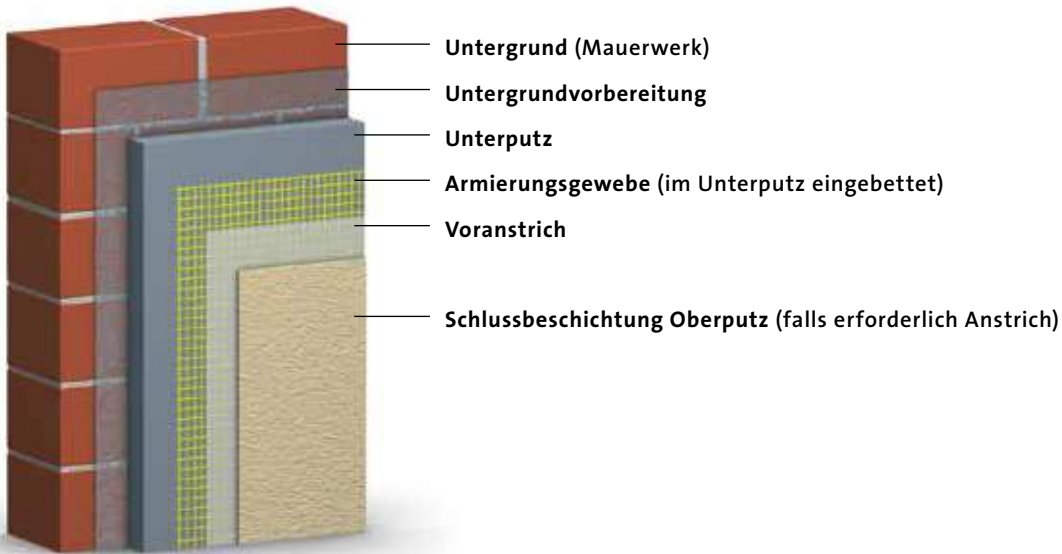 Untergrund (Mauerwerk)
Untergrundvorbereitung
Unterputz
Armierungsgewebe (im Unterputz eingebettet)
Voranstrich
Schlussbeschichtung Oberputz (falls erforderlich Anstrich)